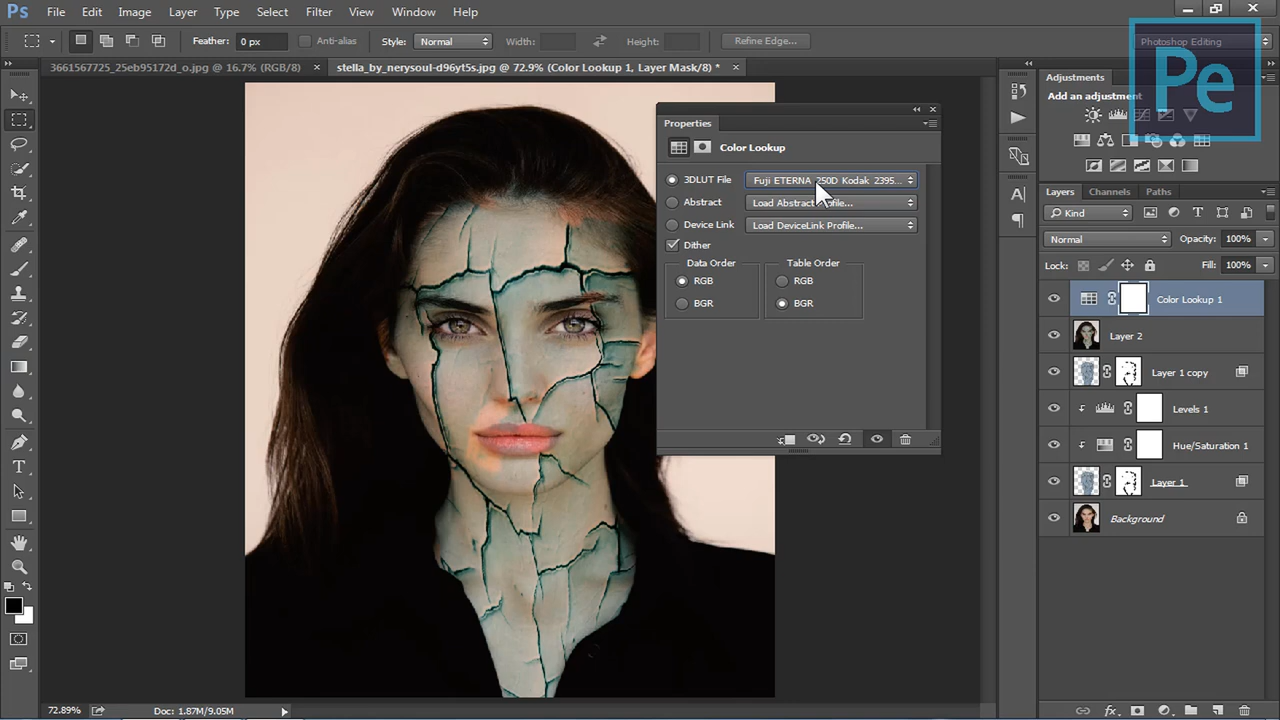 Ps File Edit Image Layer Type Select Filter View Window Help
Feather: 0 px Anti-alias Style: Normal Width: Height: Refine Edge... Photoshop Editing
3661567725_25eb95172d_o.jpg @ 16.7% (RGB/8) × stella_by_nerysoul-d96yt5s.jpg @ 72.9% (Color Lookup 1, Layer Mask/8) * ×
Pe
Adjustments
Add an adjustment
Properties
Color Lookup
3DLUT File Fuji ETERNA 250D Kodak 2395...
Abstract Load Abstract Profile...
Device Link Load DeviceLink Profile...
Dither
Data Order Table Order
RGB RGB
BGR BGR
Layers Channels Paths
Kind
Normal Opacity: 100%
Lock: Fill: 100%
Color Lookup 1
Layer 2
Layer 1 copy
Levels 1
Hue/Saturation 1
Layer 1
Background
72.89% Doc: 1.87M/9.05M